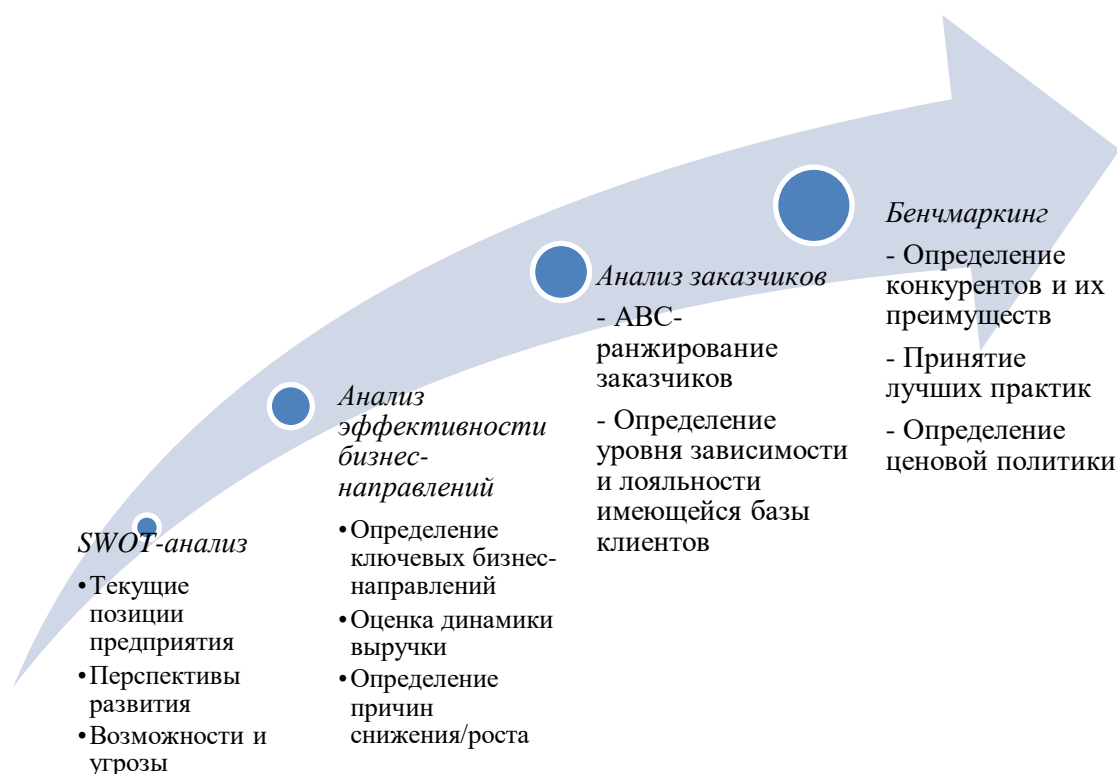 SWOT-анализ
•Текущие
позиции
предприятия
•Перспективы
развития
•Возможности и
угрозы
Анализ
эффективности
бизнес-
направлений
•Определение
ключевых бизнес-
направлений
•Оценка динамики
выручки
•Определение
причин
снижения/роста
Анализ заказчиков
- АВС-
ранжирование
заказчиков
- Определение
уровня зависимости
и лояльности
имеющейся базы
клиентов
Бенчмаркинг
- Определение
конкурентов и их
преимуществ
- Принятие
лучших практик
- Определение
ценовой политики